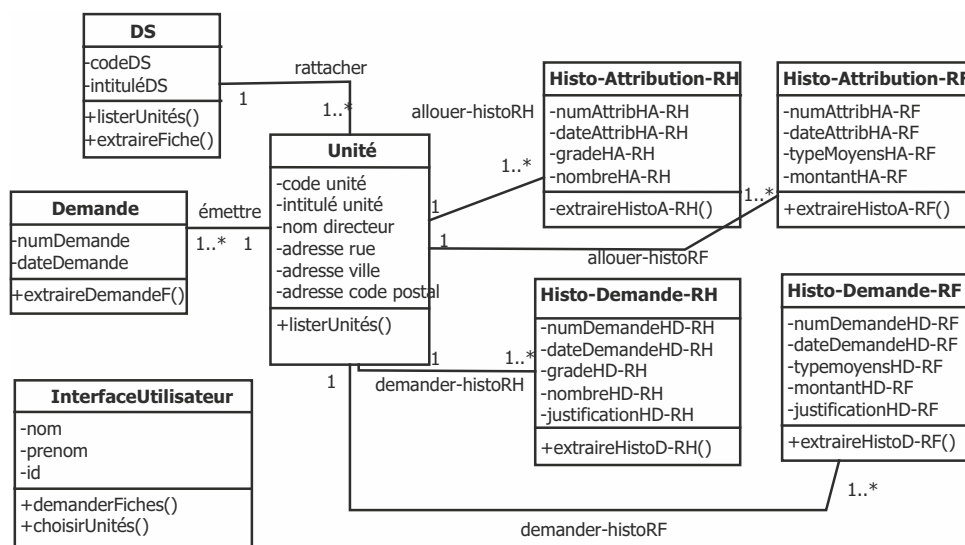 DS
-codeDS
-intituléDS
+listerUnités()
+extraireFiche()
rattacher
1
1..*
Histo-Attribution-RH
-numAttribHA-RH
-dateAttribHA-RH
-gradeHA-RH
-nombreHA-RH
-extraireHistoA-RH()
Histo-Attribution-RF
-numAttribHA-RF
-dateAttribHA-RF
-typeMoyensHA-RF
-montantHA-RF
+extraireHistoA-RF()
allouer-histoRH
1..*
1
1..*
1
allouer-histoRF
Unité
-code unité
-intitulé unité
-nom directeur
-adresse rue
-adresse ville
-adresse code postal
+listerUnités()
Demande
-numDemande
-dateDemande
+extraireDemandeF()
émettre
1..*
1
Histo-Demande-RH
-numDemandeHD-RH
-dateDemandeHD-RH
-gradeHD-RH
-nombreHD-RH
-justificationHD-RH
+extraireHistoD-RH()
Histo-Demande-RF
-numDemandeHD-RF
-dateDemandeHD-RF
-typemoyensHD-RF
-montantHD-RF
-justificationHD-RF
+extraireHistoD-RF()
1
1..*
demander-histoRH
1
1..*
demander-histoRF
InterfaceUtilisateur
-nom
-prenom
-id
+demanderFiches()
+choisirUnités()